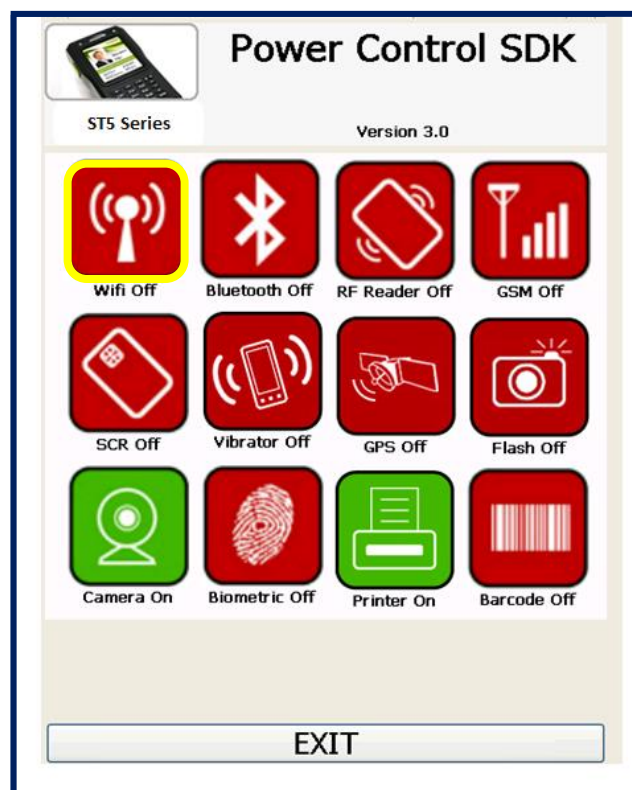 Power Control SDK
ST5 Series
Version 3.0
Wifi Off
Bluetooth Off
RF Reader Off
GSM Off
SCR Off
Vibrator Off
GPS Off
Flash Off
Camera On
Biometric Off
Printer On
Barcode Off
EXIT